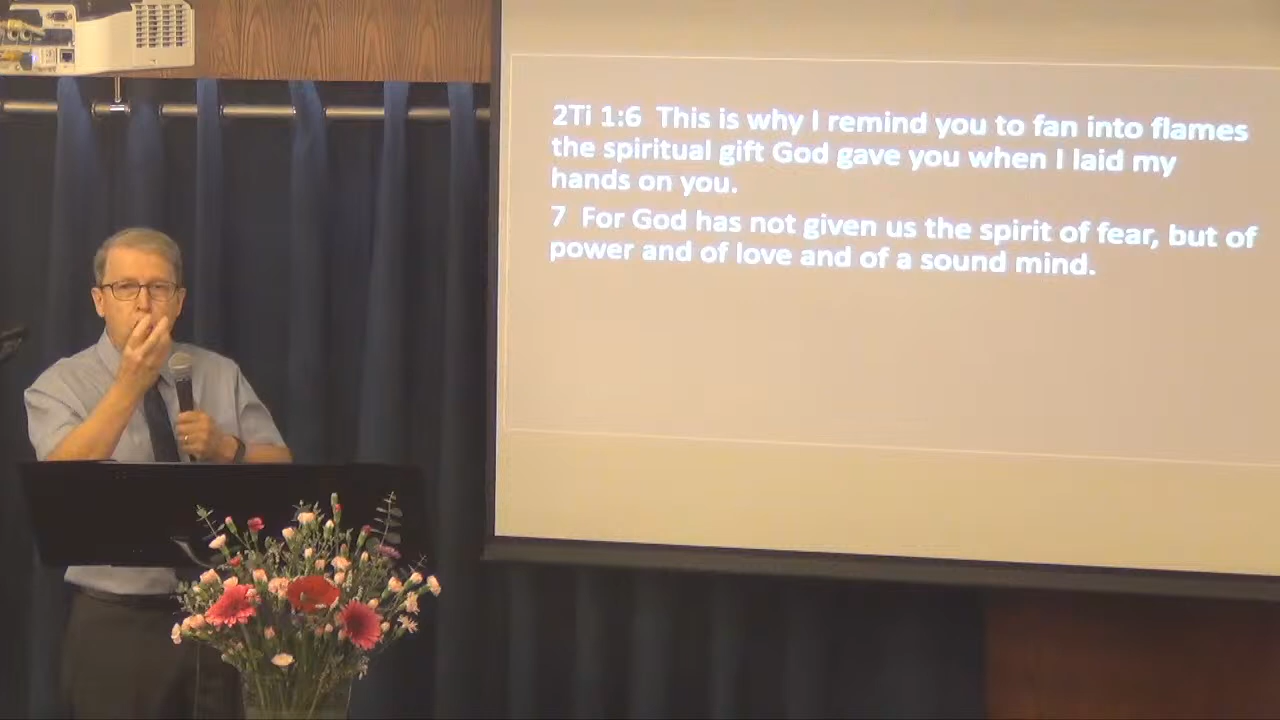 2Ti 1:6 This is why I remind you to fan into flames
the spiritual gift God gave you when I laid my
hands on you.
7 For God has not given us the spirit of fear, but of
power and of love and of a sound mind.